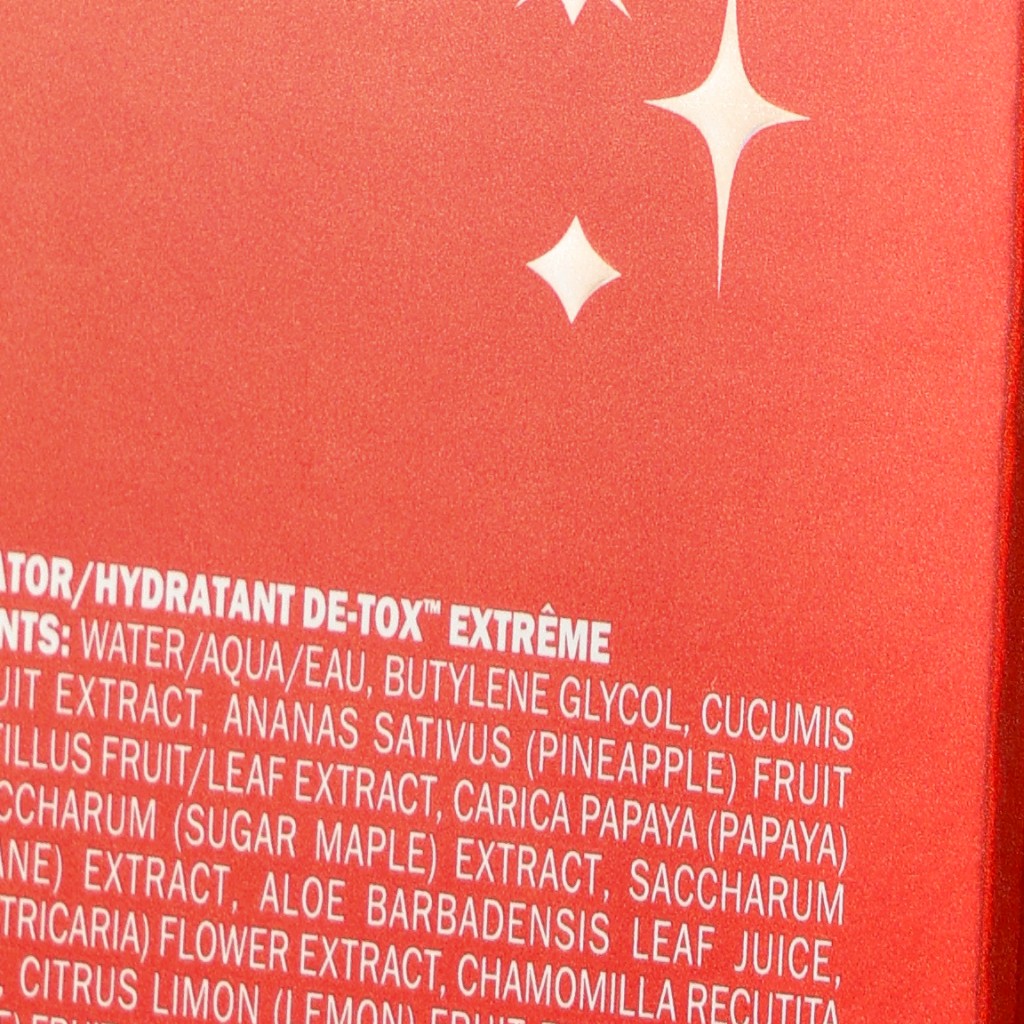 ATOR/HYDRATANT DE-TOX™ EXTRÊME
NTS: WATER/AQUA/EAU, BUTYLENE GLYCOL, CUCUMIS
UIT EXTRACT, ANANAS SATIVUS (PINEAPPLE) FRUIT
TILLUS FRUIT/LEAF EXTRACT, CARICA PAPAYA (PAPAYA)
CCHARUM (SUGAR MAPLE) EXTRACT, SACCHARUM
ANE) EXTRACT, ALOE BARBADENSIS LEAF JUICE,
TRICARIA) FLOWER EXTRACT, CHAMOMILLA RECUTITA
, CITRUS LIMON (LEMON) FRUIT